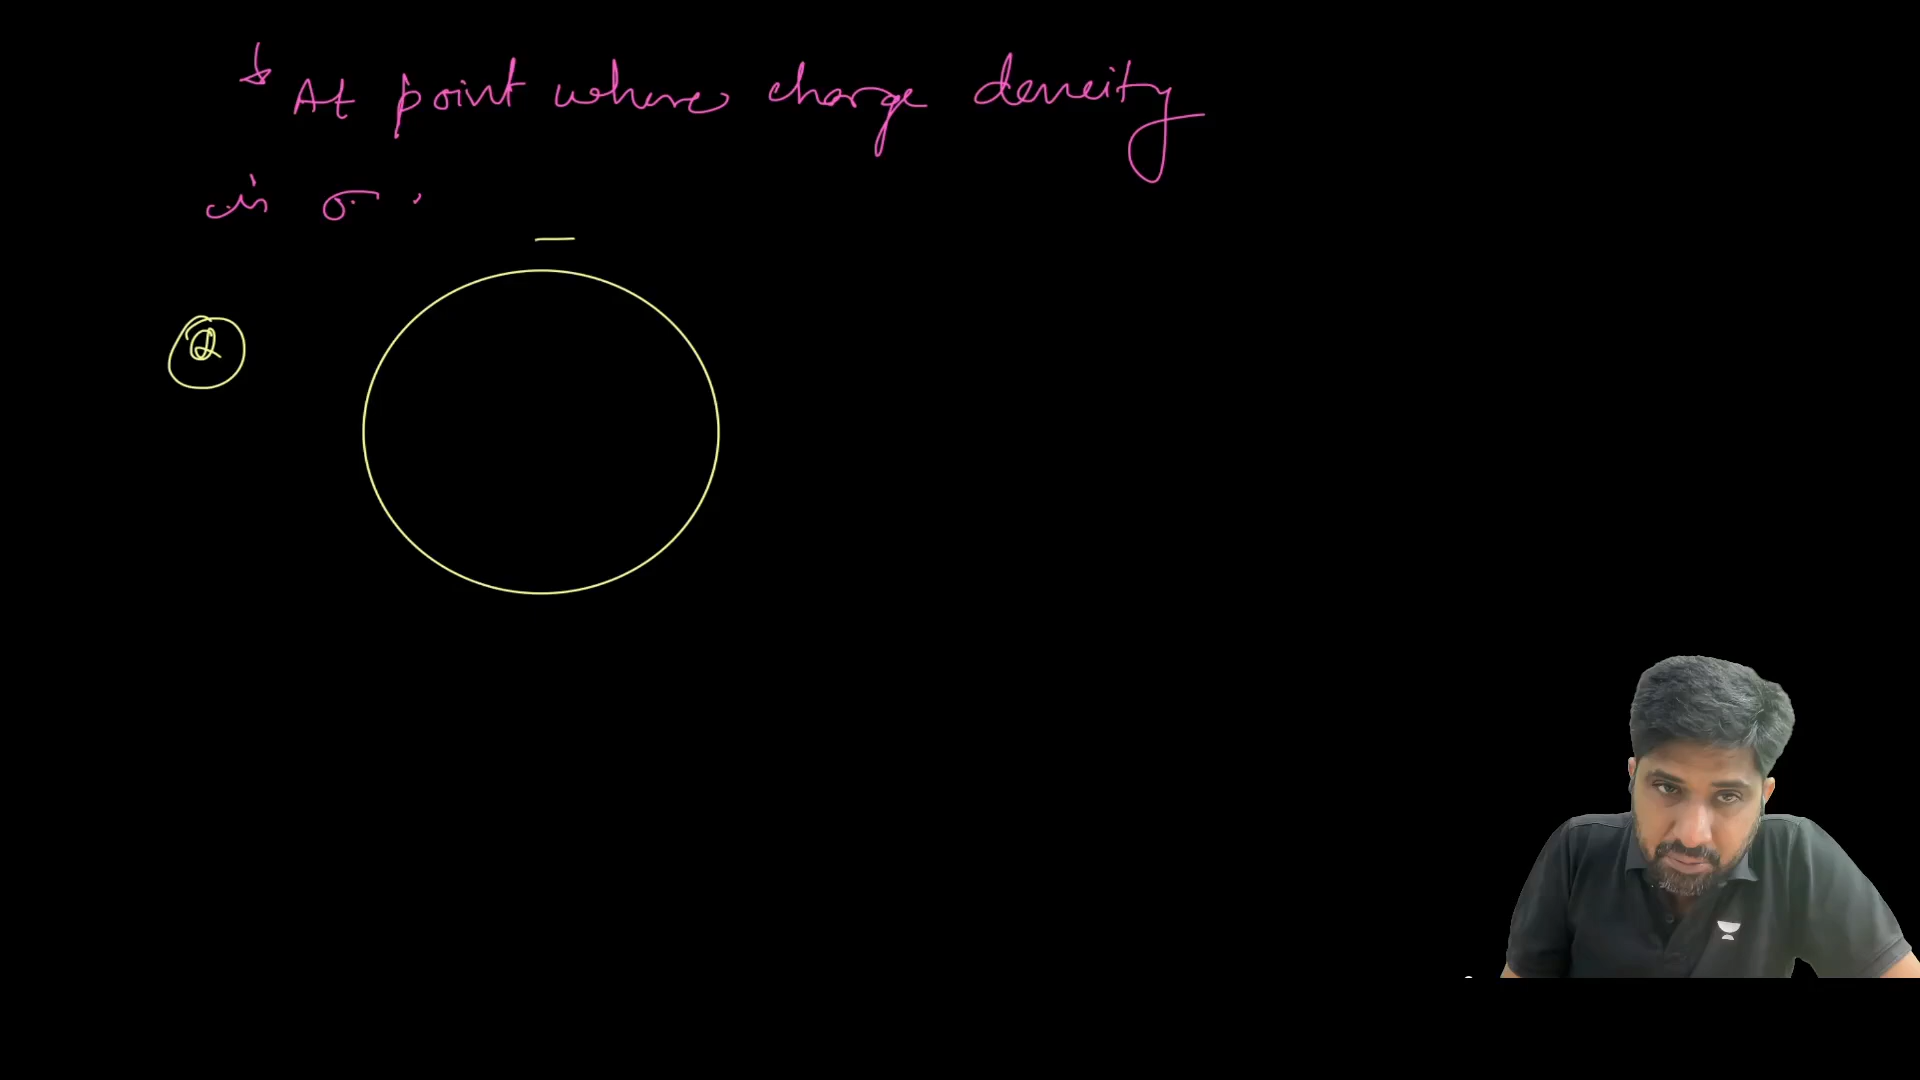 * At point where charge density
is σ.
Q